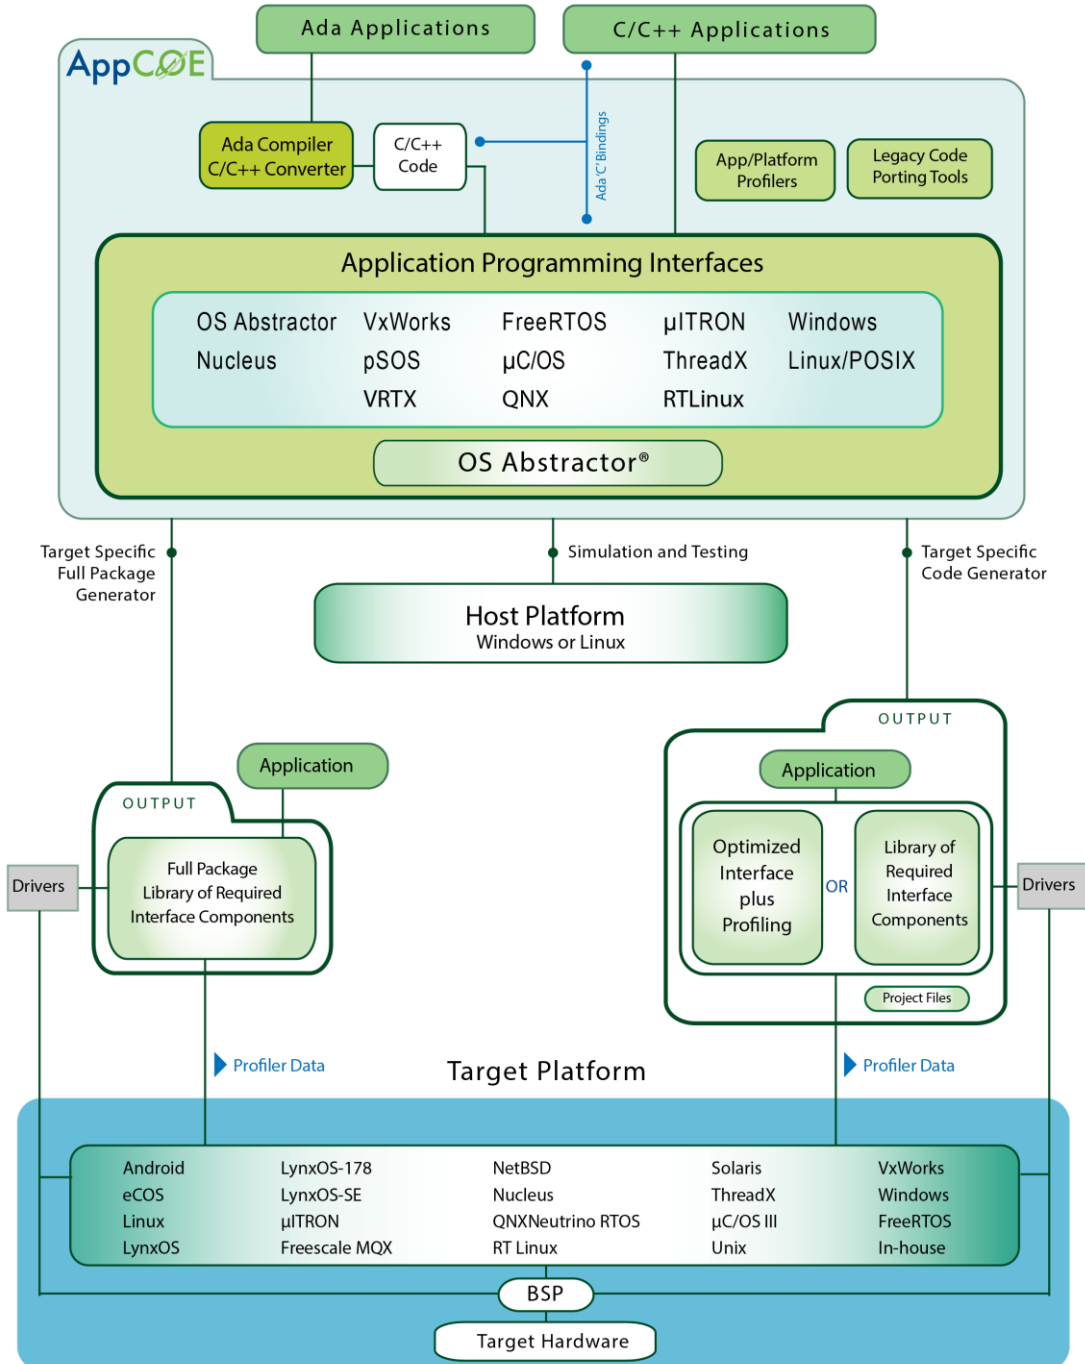 Ada Applications
C/C++ Applications
AppCOE
Ada Compiler
C/C++ Converter
C/C++
Code
Ada 'C' Bindings
App/Platform
Profilers
Legacy Code
Porting Tools
Application Programming Interfaces
OS Abstractor VxWorks FreeRTOS µITRON Windows
Nucleus pSOS µC/OS ThreadX Linux/POSIX
VRTX QNX RTLinux
OS Abstractor®
Target Specific
Full Package
Generator
Simulation and Testing
Target Specific
Code Generator
Host Platform
Windows or Linux
OUTPUT
Application
Full Package
Library of Required
Interface Components
Drivers
OUTPUT
Application
Optimized
Interface
plus
Profiling
OR
Library of
Required
Interface
Components
Drivers
Project Files
Profiler Data
Target Platform
Profiler Data
Android LynxOS-178 NetBSD Solaris VxWorks
eCOS LynxOS-SE Nucleus ThreadX Windows
Linux µITRON QNXNeutrino RTOS µC/OS III FreeRTOS
LynxOS Freescale MQX RT Linux Unix In-house
BSP
Target Hardware